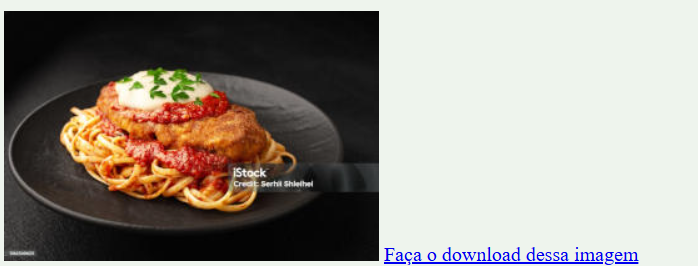 iStock
Credit: Serhii Shleihel
Faça o download dessa imagem